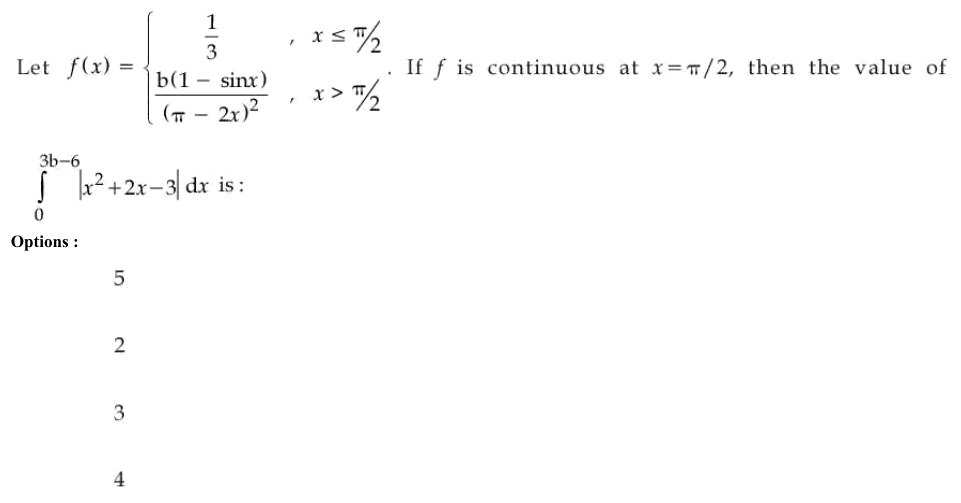 Let f(x) = { 1/3 , x ≤ π/2
b(1 − sinx)/(π − 2x)² , x > π/2 . If f is continuous at x=π/2, then the value of
∫₀^(3b−6) |x²+2x−3| dx is :
Options :
5
2
3
4